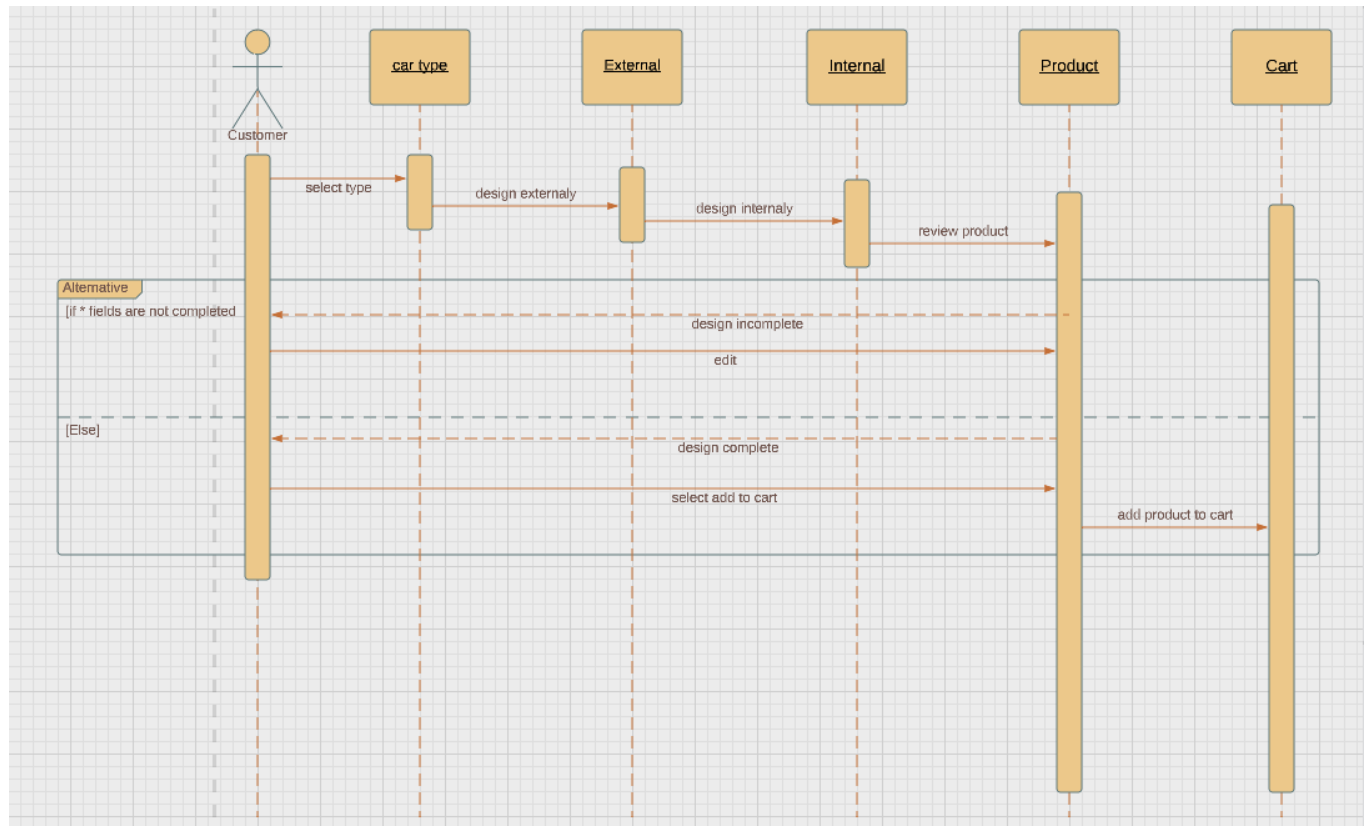 Customer
car type
External
Internal
Product
Cart
select type
design externaly
design internaly
review product
Alternative
[if * fields are not completed
design incomplete
edit
[Else]
design complete
select add to cart
add product to cart